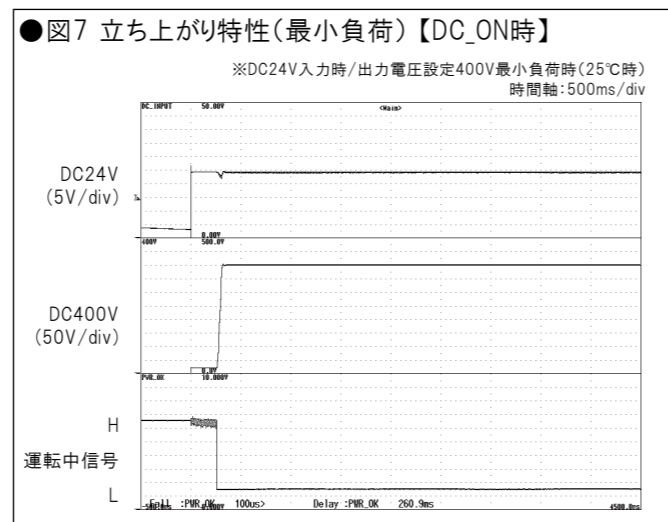 ●図7 立ち上がり特性(最小負荷)【DC_ON時】
※DC24V入力時/出力電圧設定400V最小負荷時(25℃時)
時間軸:500ms/div
DC_INPUT 50.00V <Main>
DC24V
(5V/div)
0.00V
400V 500.0V
DC400V
(50V/div)
0.0V
PWR_OK 10.000V
H
運転中信号
L
Fall :PWR_OK 100us> Delay :PWR_OK 260.9ms
-500.0ms 0.000V 4500.0ms